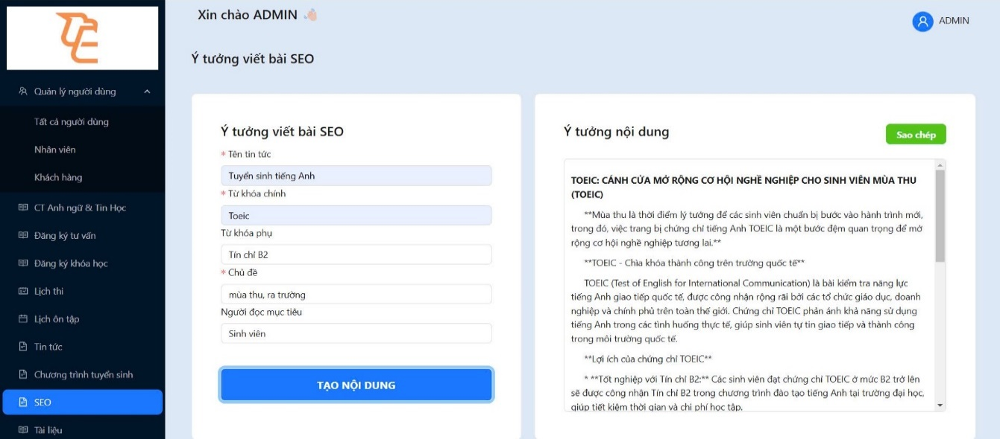 Xin chào ADMIN
ADMIN
Ý tưởng viết bài SEO
Quản lý người dùng
Tất cả người dùng
Nhân viên
Khách hàng
CT Anh ngữ & Tin Học
Đăng ký tư vấn
Đăng ký khóa học
Lịch thi
Lịch ôn tập
Tin tức
Chương trình tuyển sinh
SEO
Tài liệu
Ý tưởng viết bài SEO
* Tên tin tức
Tuyển sinh tiếng Anh
* Từ khóa chính
Toeic
Từ khóa phụ
Tín chỉ B2
* Chủ đề
mùa thu, ra trường
Người đọc mục tiêu
Sinh viên
TẠO NỘI DUNG
Ý tưởng nội dung
Sao chép
TOEIC: CÁNH CỬA MỞ RỘNG CƠ HỘI NGHỀ NGHIỆP CHO SINH VIÊN MÙA THU
(TOEIC)
**Mùa thu là thời điểm lý tưởng để các sinh viên chuẩn bị bước vào hành trình mới,
trong đó, việc trang bị chứng chỉ tiếng Anh TOEIC là một bước đệm quan trọng để mở
rộng cơ hội nghề nghiệp tương lai.**
**TOEIC - Chìa khóa thành công trên trường quốc tế**
TOEIC (Test of English for International Communication) là bài kiểm tra năng lực
tiếng Anh giao tiếp quốc tế, được công nhận rộng rãi bởi các tổ chức giáo dục, doanh
nghiệp và chính phủ trên toàn thế giới. Chứng chỉ TOEIC phản ánh khả năng sử dụng
tiếng Anh trong các tình huống thực tế, giúp sinh viên tự tin giao tiếp và thành công
trong môi trường quốc tế.
**Lợi ích của chứng chỉ TOEIC**
* **Tốt nghiệp với Tín chỉ B2:** Các sinh viên đạt chứng chỉ TOEIC ở mức B2 trở lên
sẽ được công nhận Tín chỉ B2 trong chương trình đào tạo tiếng Anh tại trường đại học,
giúp tiết kiệm thời gian và chi phí học tập.